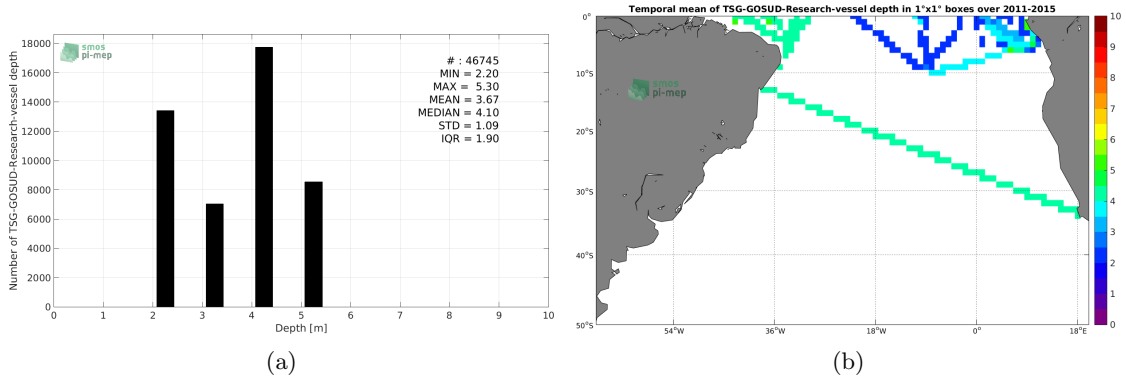 smos
pi-mep
# : 46745
MIN = 2.20
MAX = 5.30
MEAN = 3.67
MEDIAN = 4.10
STD = 1.09
IQR = 1.90
Number of TSG-GOSUD-Research-vessel depth
18000
16000
14000
12000
10000
8000
6000
4000
2000
0
0 1 2 3 4 5 6 7 8 9 10
Depth [m]
(a)
Temporal mean of TSG-GOSUD-Research-vessel depth in 1°x1° boxes over 2011-2015
smos
pi-mep
0°
10°S
20°S
30°S
40°S
50°S
54°W 36°W 18°W 0° 18°E
10
9
8
7
6
5
4
3
2
1
0
(b)